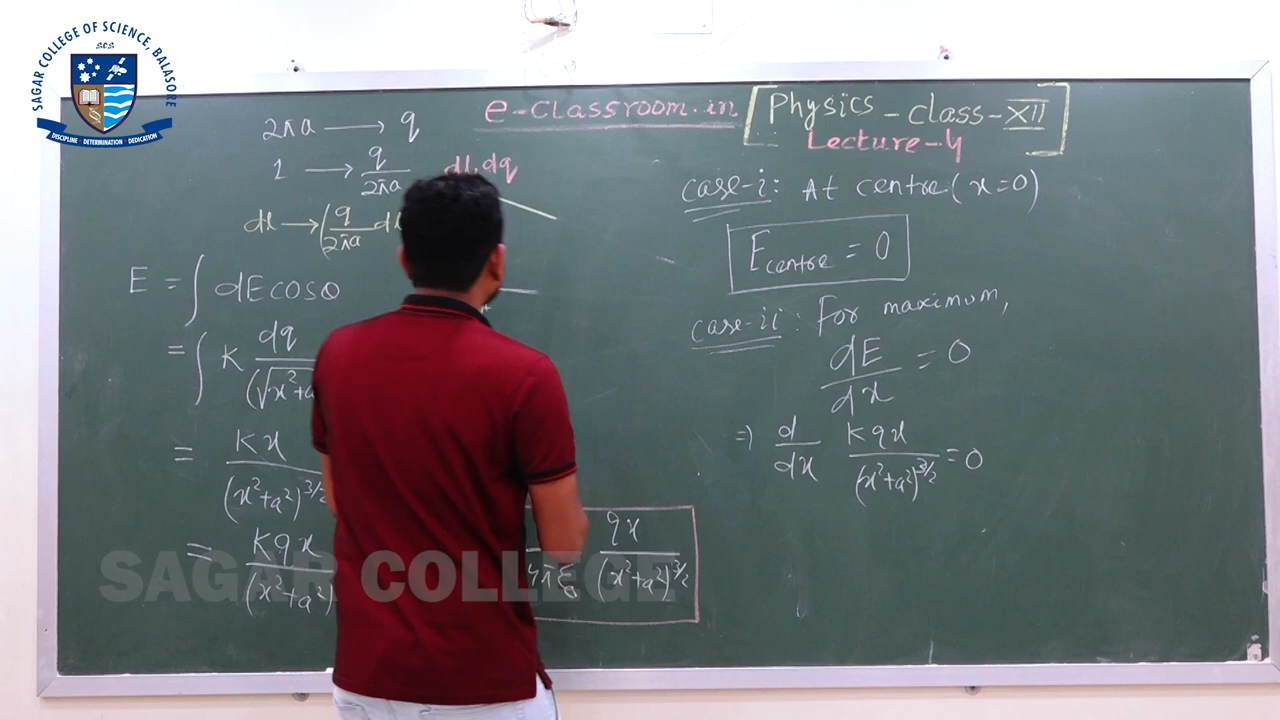 SAGAR COLLEGE OF SCIENCE, BALASORE
SCS
DISCIPLINE · DETERMINATION · DEDICATION
e-Classroom.in [Physics - class - XII]
Lecture-4
2πa → q
1 → q/2πa
dl, dq
dl → (q/2πa dl
E = ∫ dE cosθ
= ∫ K dq/(√x²+a
= Kx/(x²+a²)^3/2
= Kqx/(x²+a²)
4πε₀ qx/(x²+a²)^3/2
case-i: At centre (x=0)
E centre = 0
case-ii: For maximum,
dE/dx = 0
⇒ d/dx Kqx/(x²+a²)^3/2 = 0
SAGAR COLLEGE